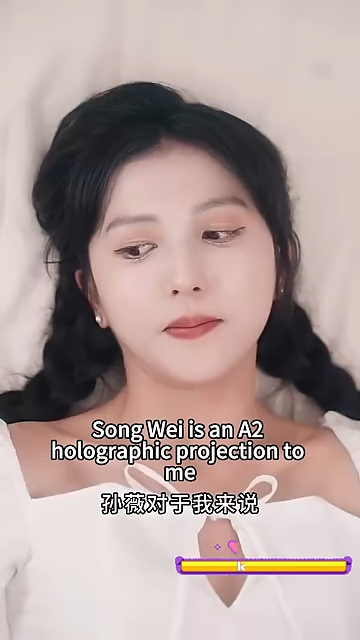 Song Wei is an A2
holographic projection to
me
孙薇对于我来说
k